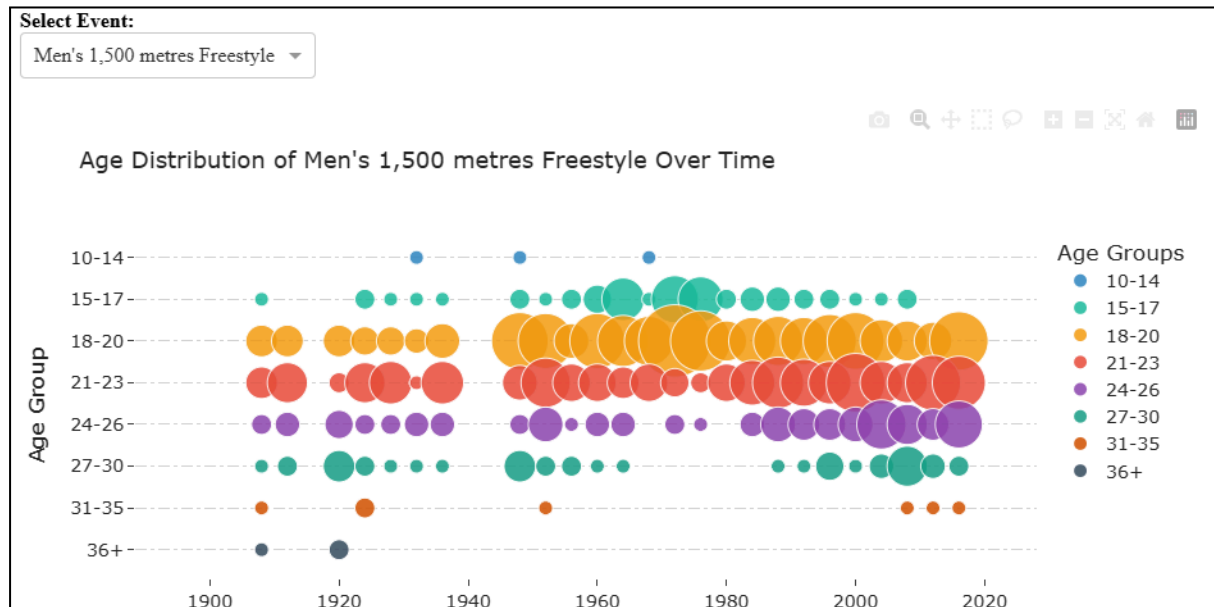 Select Event:
Men's 1,500 metres Freestyle
Age Distribution of Men's 1,500 metres Freestyle Over Time
Age Group
10-14
15-17
18-20
21-23
24-26
27-30
31-35
36+
1900 1920 1940 1960 1980 2000 2020
Age Groups
10-14
15-17
18-20
21-23
24-26
27-30
31-35
36+